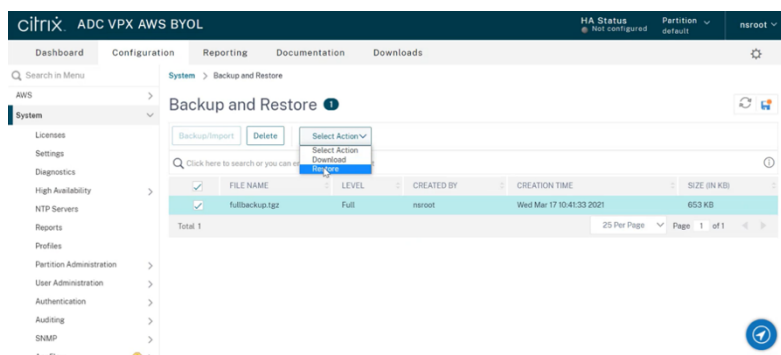 citrix. ADC VPX AWS BYOL
HA Status
Not configured
Partition
default
nsroot
Dashboard Configuration Reporting Documentation Downloads
Search in Menu
AWS
System
Licenses
Settings
Diagnostics
High Availability
NTP Servers
Reports
Profiles
Partition Administration
User Administration
Authentication
Auditing
SNMP
System > Backup and Restore
Backup and Restore 1
Backup/Import Delete Select Action
Select Action
Download
Restore
Click here to search or you can
FILE NAME LEVEL CREATED BY CREATION TIME SIZE (IN KB)
fullbackup.tgz Full nsroot Wed Mar 17 10:41:33 2021 653 KB
Total 1
25 Per Page Page 1 of 1